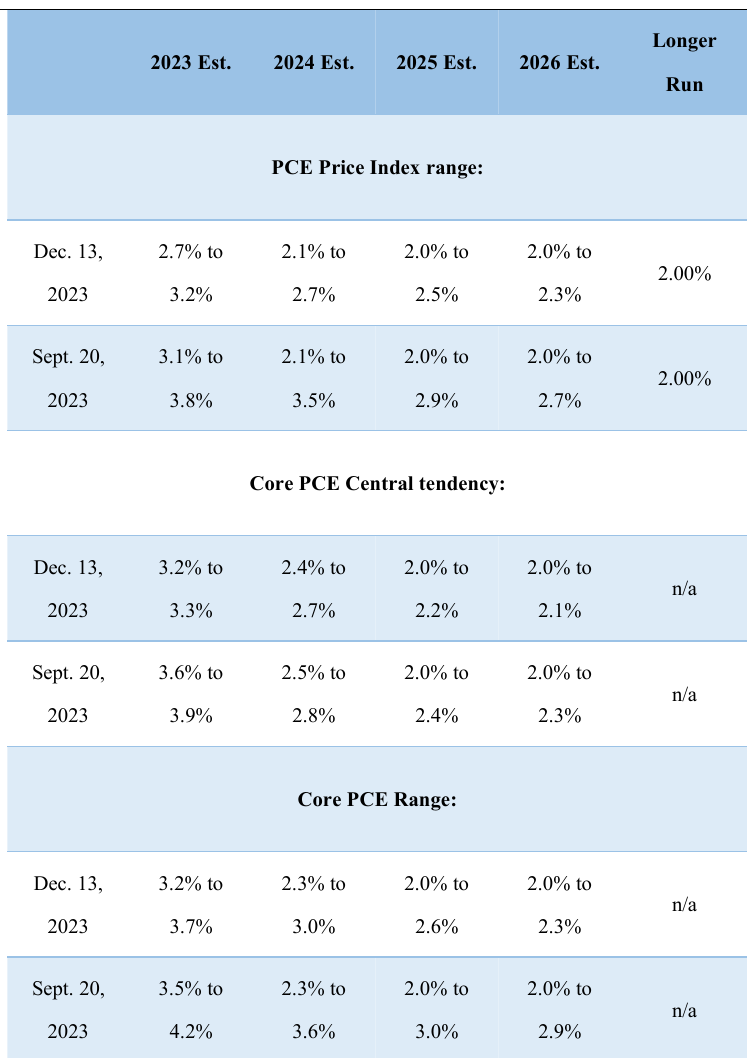 2023 Est. 2024 Est. 2025 Est. 2026 Est. Longer Run
PCE Price Index range:
Dec. 13, 2023 2.7% to 3.2% 2.1% to 2.7% 2.0% to 2.5% 2.0% to 2.3% 2.00%
Sept. 20, 2023 3.1% to 3.8% 2.1% to 3.5% 2.0% to 2.9% 2.0% to 2.7% 2.00%
Core PCE Central tendency:
Dec. 13, 2023 3.2% to 3.3% 2.4% to 2.7% 2.0% to 2.2% 2.0% to 2.1% n/a
Sept. 20, 2023 3.6% to 3.9% 2.5% to 2.8% 2.0% to 2.4% 2.0% to 2.3% n/a
Core PCE Range:
Dec. 13, 2023 3.2% to 3.7% 2.3% to 3.0% 2.0% to 2.6% 2.0% to 2.3% n/a
Sept. 20, 2023 3.5% to 4.2% 2.3% to 3.6% 2.0% to 3.0% 2.0% to 2.9% n/a